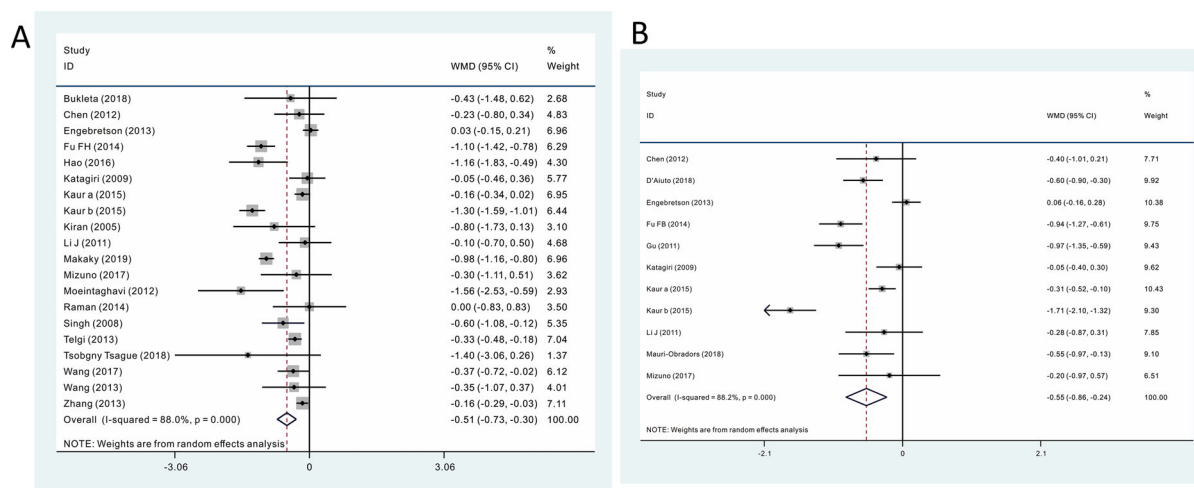 A
Study %
ID WMD (95% CI) Weight
Bukleta (2018) -0.43 (-1.48, 0.62) 2.68
Chen (2012) -0.23 (-0.80, 0.34) 4.83
Engebretson (2013) 0.03 (-0.15, 0.21) 6.96
Fu FH (2014) -1.10 (-1.42, -0.78) 6.29
Hao (2016) -1.16 (-1.83, -0.49) 4.30
Katagiri (2009) -0.05 (-0.46, 0.36) 5.77
Kaur a (2015) -0.16 (-0.34, 0.02) 6.95
Kaur b (2015) -1.30 (-1.59, -1.01) 6.44
Kiran (2005) -0.80 (-1.73, 0.13) 3.10
Li J (2011) -0.10 (-0.70, 0.50) 4.68
Makaky (2019) -0.98 (-1.16, -0.80) 6.96
Mizuno (2017) -0.30 (-1.11, 0.51) 3.62
Moeintaghavi (2012) -1.56 (-2.53, -0.59) 2.93
Raman (2014) 0.00 (-0.83, 0.83) 3.50
Singh (2008) -0.60 (-1.08, -0.12) 5.35
Telgi (2013) -0.33 (-0.48, -0.18) 7.04
Tsobgny Tsague (2018) -1.40 (-3.06, 0.26) 1.37
Wang (2017) -0.37 (-0.72, -0.02) 6.12
Wang (2013) -0.35 (-1.07, 0.37) 4.01
Zhang (2013) -0.16 (-0.29, -0.03) 7.11
Overall (I-squared = 88.0%, p = 0.000) -0.51 (-0.73, -0.30) 100.00
NOTE: Weights are from random effects analysis
-3.06 0 3.06
B
Study %
ID WMD (95% CI) Weight
Chen (2012) -0.40 (-1.01, 0.21) 7.71
D'Aiuto (2018) -0.60 (-0.90, -0.30) 9.92
Engebretson (2013) 0.06 (-0.16, 0.28) 10.38
Fu FB (2014) -0.94 (-1.27, -0.61) 9.75
Gu (2011) -0.97 (-1.35, -0.59) 9.43
Katagiri (2009) -0.05 (-0.40, 0.30) 9.62
Kaur a (2015) -0.31 (-0.52, -0.10) 10.43
Kaur b (2015) -1.71 (-2.10, -1.32) 9.30
Li J (2011) -0.28 (-0.87, 0.31) 7.85
Mauri-Obradors (2018) -0.55 (-0.97, -0.13) 9.10
Mizuno (2017) -0.20 (-0.97, 0.57) 6.51
Overall (I-squared = 88.2%, p = 0.000) -0.55 (-0.86, -0.24) 100.00
NOTE: Weights are from random effects analysis
-2.1 0 2.1